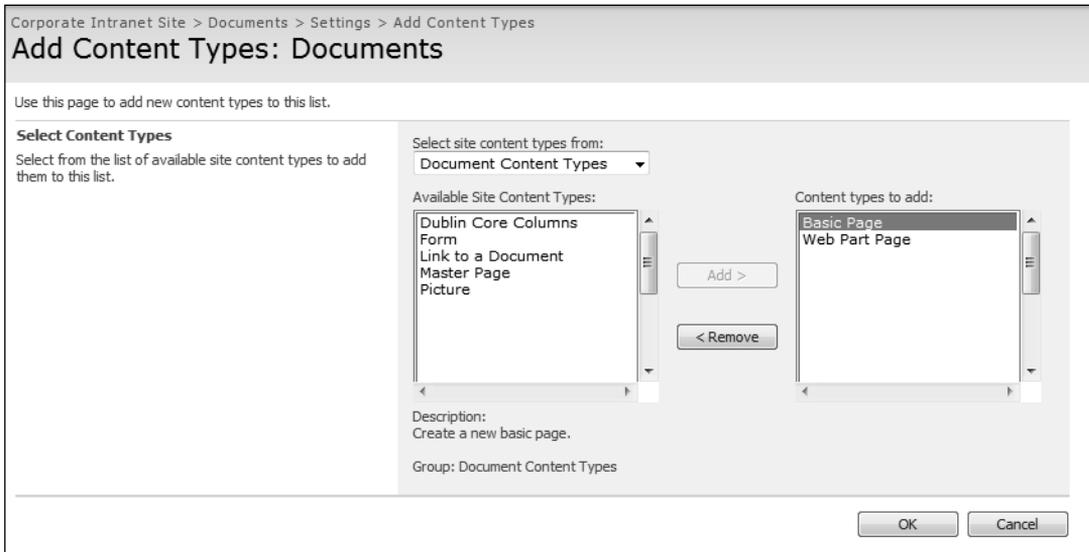 Corporate Intranet Site > Documents > Settings > Add Content Types
Add Content Types: Documents
Use this page to add new content types to this list.
Select Content Types
Select from the list of available site content types to add
them to this list.
Select site content types from:
Document Content Types
Available Site Content Types:
Dublin Core Columns
Form
Link to a Document
Master Page
Picture
Add >
< Remove
Content types to add:
Basic Page
Web Part Page
Description:
Create a new basic page.
Group: Document Content Types
OK
Cancel